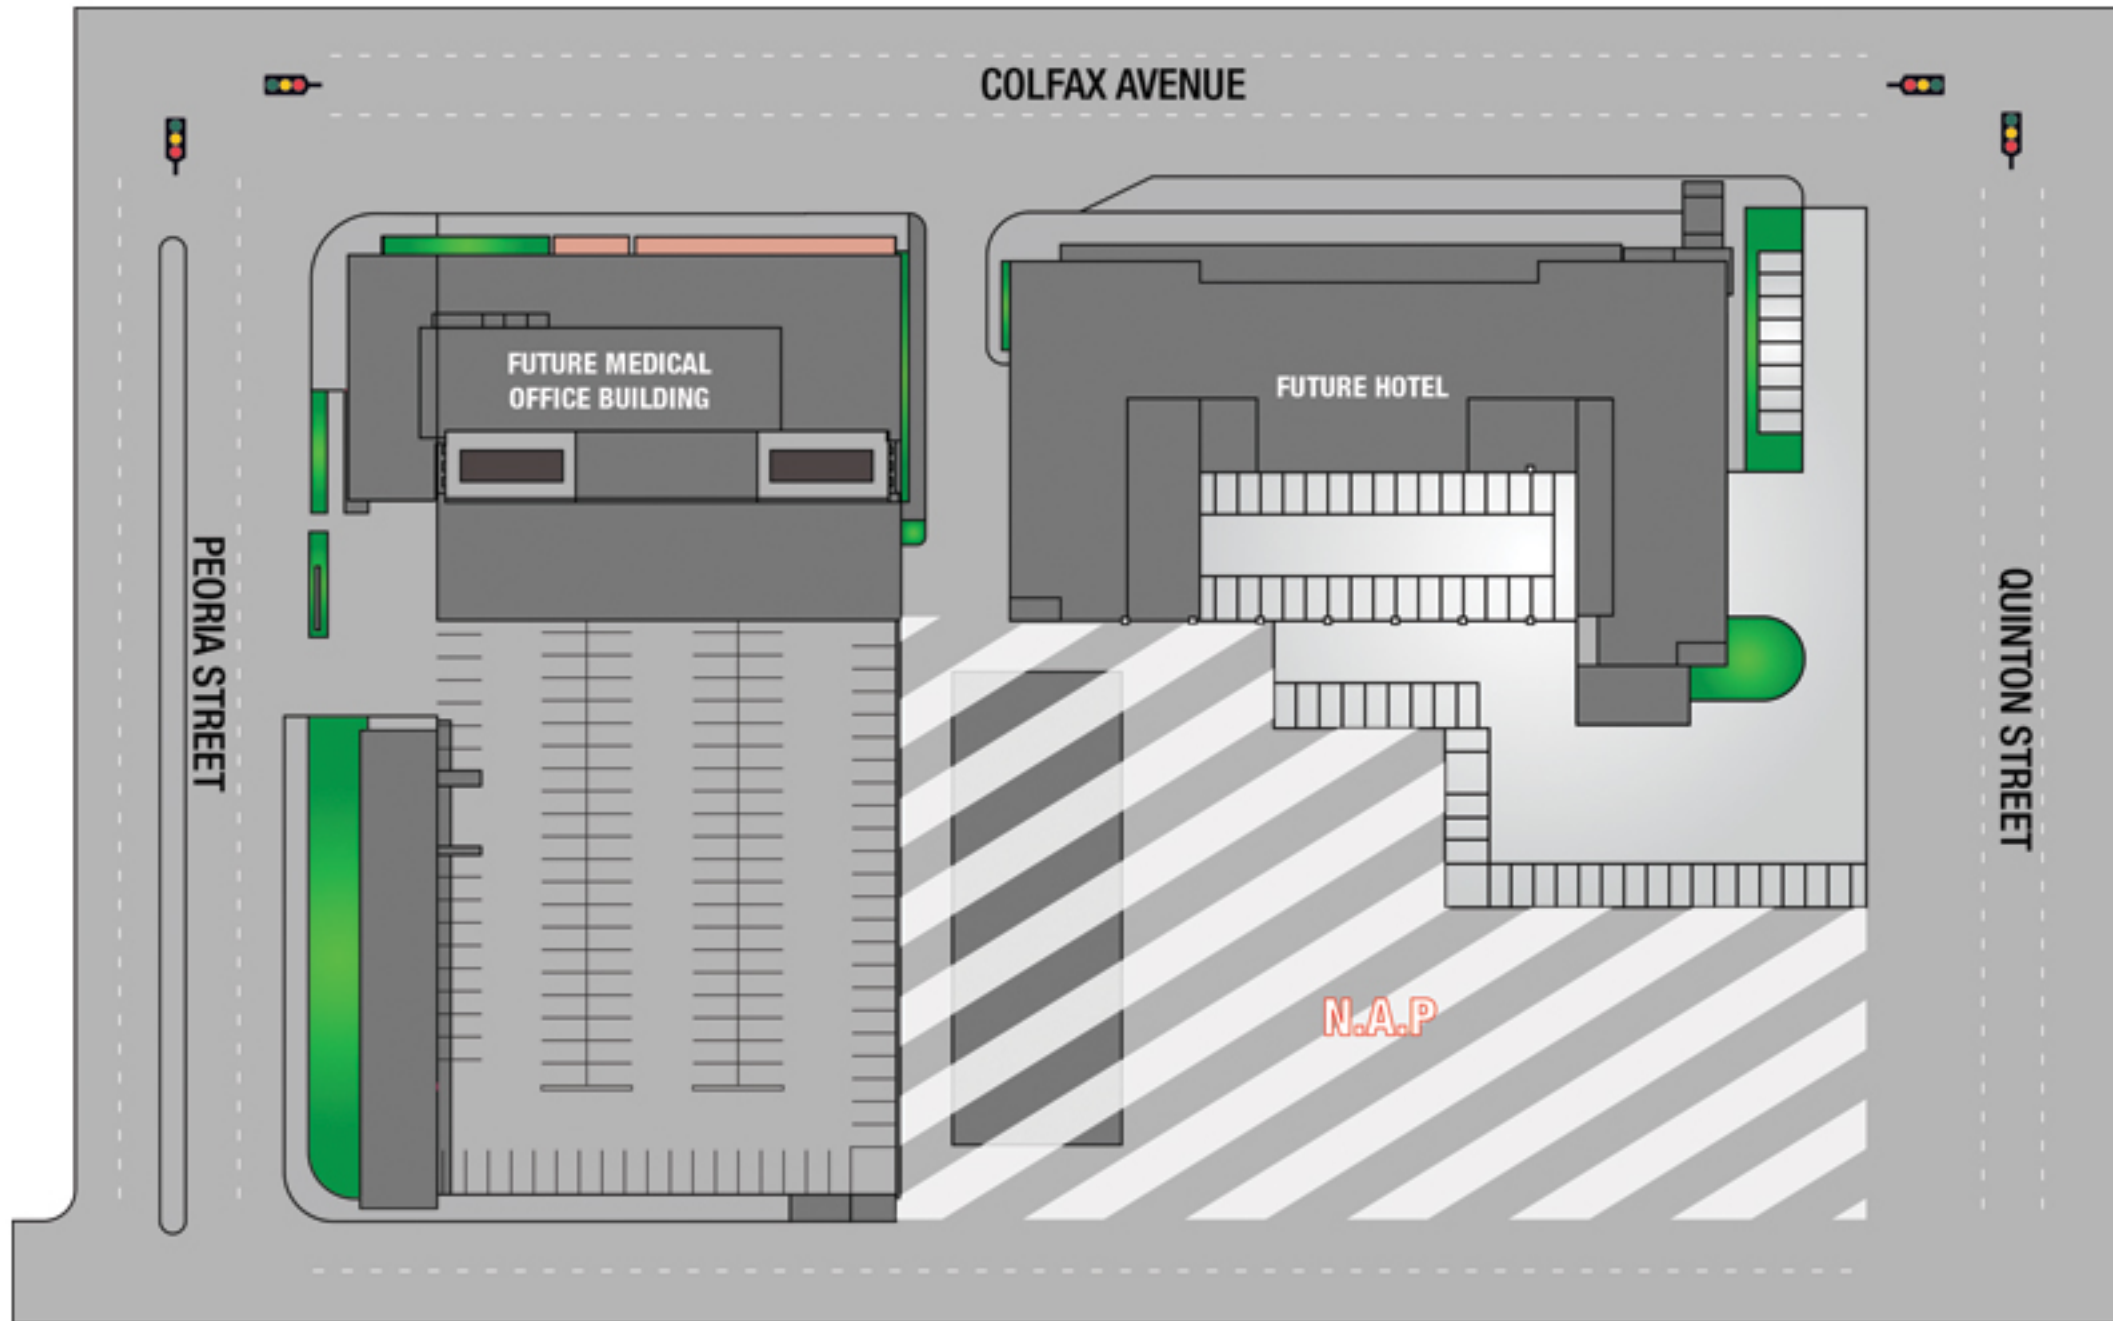 COLFAX AVENUE
FUTURE MEDICAL
OFFICE BUILDING
FUTURE HOTEL
PEORIA STREET
QUINTON STREET
N.A.P